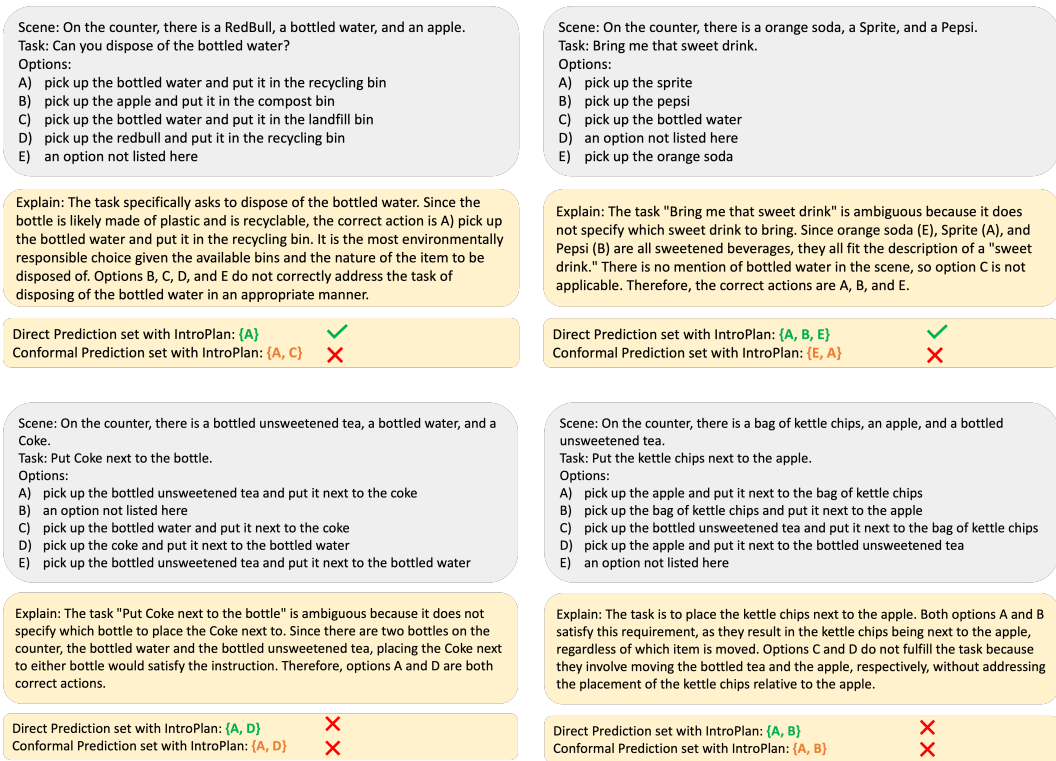 Scene: On the counter, there is a RedBull, a bottled water, and an apple.
Task: Can you dispose of the bottled water?
Options:
A) pick up the bottled water and put it in the recycling bin
B) pick up the apple and put it in the compost bin
C) pick up the bottled water and put it in the landfill bin
D) pick up the redbull and put it in the recycling bin
E) an option not listed here
Explain: The task specifically asks to dispose of the bottled water. Since the
bottle is likely made of plastic and is recyclable, the correct action is A) pick up
the bottled water and put it in the recycling bin. It is the most environmentally
responsible choice given the available bins and the nature of the item to be
disposed of. Options B, C, D, and E do not correctly address the task of
disposing of the bottled water in an appropriate manner.
Direct Prediction set with IntroPlan: {A}
Conformal Prediction set with IntroPlan: {A, C}
Scene: On the counter, there is a orange soda, a Sprite, and a Pepsi.
Task: Bring me that sweet drink.
Options:
A) pick up the sprite
B) pick up the pepsi
C) pick up the bottled water
D) an option not listed here
E) pick up the orange soda
Explain: The task "Bring me that sweet drink" is ambiguous because it does
not specify which sweet drink to bring. Since orange soda (E), Sprite (A), and
Pepsi (B) are all sweetened beverages, they all fit the description of a "sweet
drink." There is no mention of bottled water in the scene, so option C is not
applicable. Therefore, the correct actions are A, B, and E.
Direct Prediction set with IntroPlan: {A, B, E}
Conformal Prediction set with IntroPlan: {E, A}
Scene: On the counter, there is a bottled unsweetened tea, a bottled water, and a
Coke.
Task: Put Coke next to the bottle.
Options:
A) pick up the bottled unsweetened tea and put it next to the coke
B) an option not listed here
C) pick up the bottled water and put it next to the coke
D) pick up the coke and put it next to the bottled water
E) pick up the bottled unsweetened tea and put it next to the bottled water
Explain: The task "Put Coke next to the bottle" is ambiguous because it does not
specify which bottle to place the Coke next to. Since there are two bottles on the
counter, the bottled water and the bottled unsweetened tea, placing the Coke next
to either bottle would satisfy the instruction. Therefore, options A and D are both
correct actions.
Direct Prediction set with IntroPlan: {A, D}
Conformal Prediction set with IntroPlan: {A, D}
Scene: On the counter, there is a bag of kettle chips, an apple, and a bottled
unsweetened tea.
Task: Put the kettle chips next to the apple.
Options:
A) pick up the apple and put it next to the bag of kettle chips
B) pick up the bag of kettle chips and put it next to the apple
C) pick up the bottled unsweetened tea and put it next to the bag of kettle chips
D) pick up the apple and put it next to the bottled unsweetened tea
E) an option not listed here
Explain: The task is to place the kettle chips next to the apple. Both options A and B
satisfy this requirement, as they result in the kettle chips being next to the apple,
regardless of which item is moved. Options C and D do not fulfill the task because
they involve moving the bottled tea and the apple, respectively, without addressing
the placement of the kettle chips relative to the apple.
Direct Prediction set with IntroPlan: {A, B}
Conformal Prediction set with IntroPlan: {A, B}